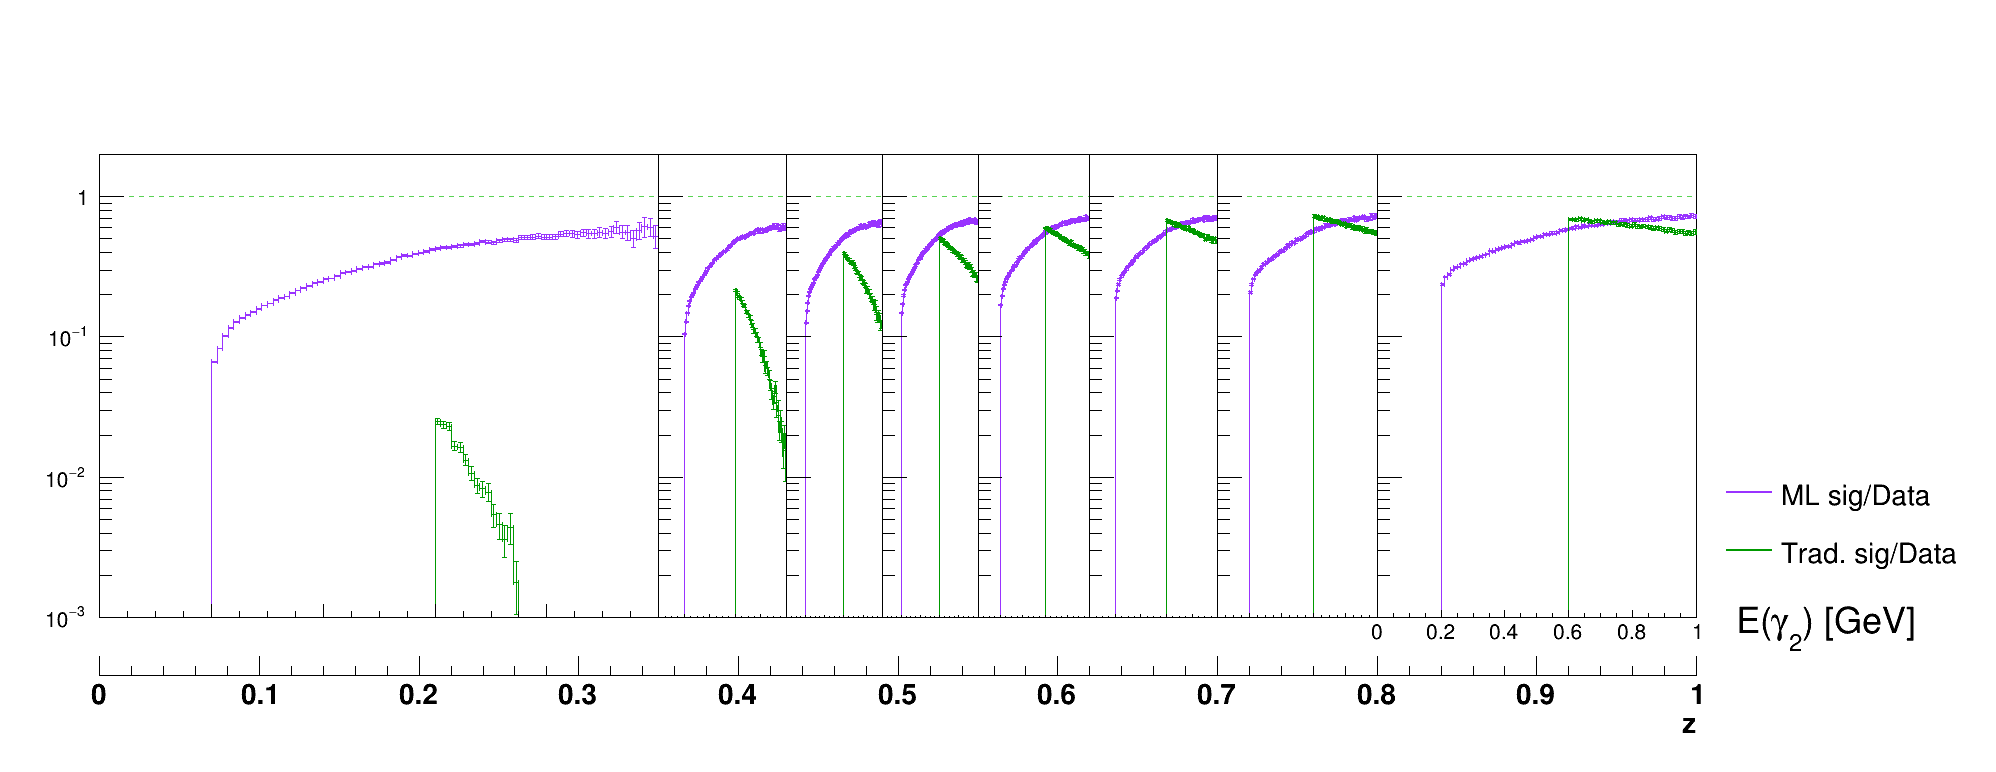 1
10⁻¹
10⁻²
10⁻³
ML sig/Data
Trad. sig/Data
E(γ₂) [GeV]
0 0.2 0.4 0.6 0.8 1
0 0.1 0.2 0.3 0.4 0.5 0.6 0.7 0.8 0.9 1
z